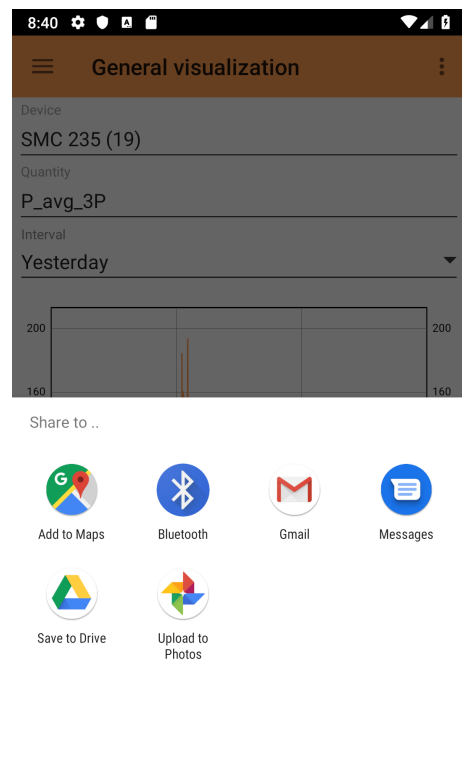 8:40
General visualization
Device
SMC 235 (19)
Quantity
P_avg_3P
Interval
Yesterday
200 200
160 160
Share to ..
Add to Maps Bluetooth Gmail Messages
Save to Drive Upload to
Photos